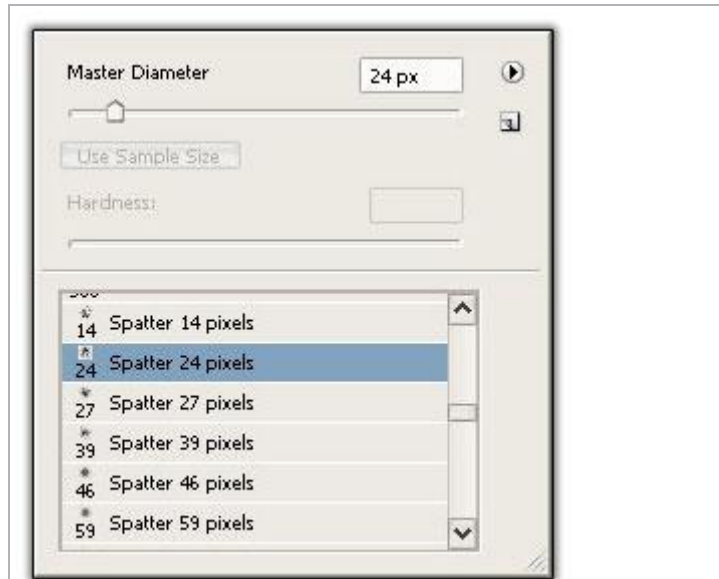 Master Diameter 24 px
Use Sample Size
Hardness:
14 Spatter 14 pixels
24 Spatter 24 pixels
27 Spatter 27 pixels
39 Spatter 39 pixels
46 Spatter 46 pixels
59 Spatter 59 pixels